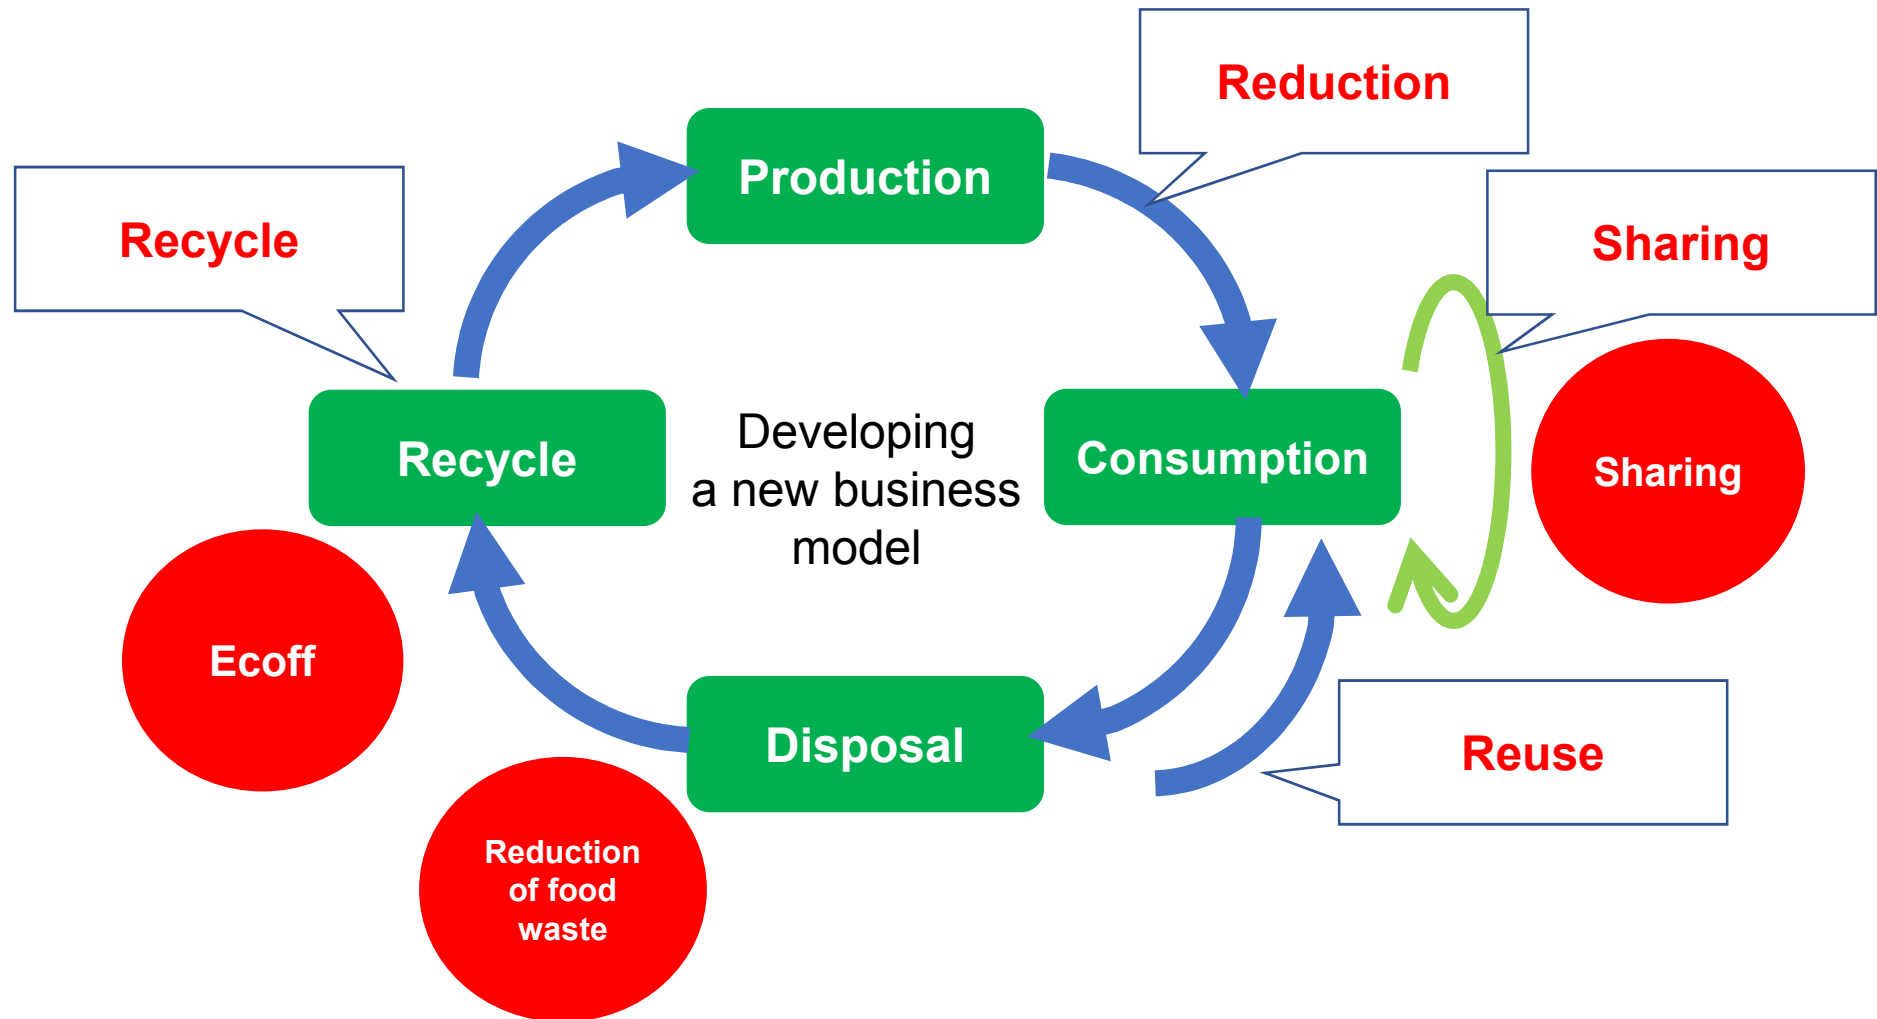 Reduction
Production
Recycle
Sharing
Developing
a new business
model
Recycle
Consumption
Sharing
Ecoff
Disposal
Reuse
Reduction
of food
waste